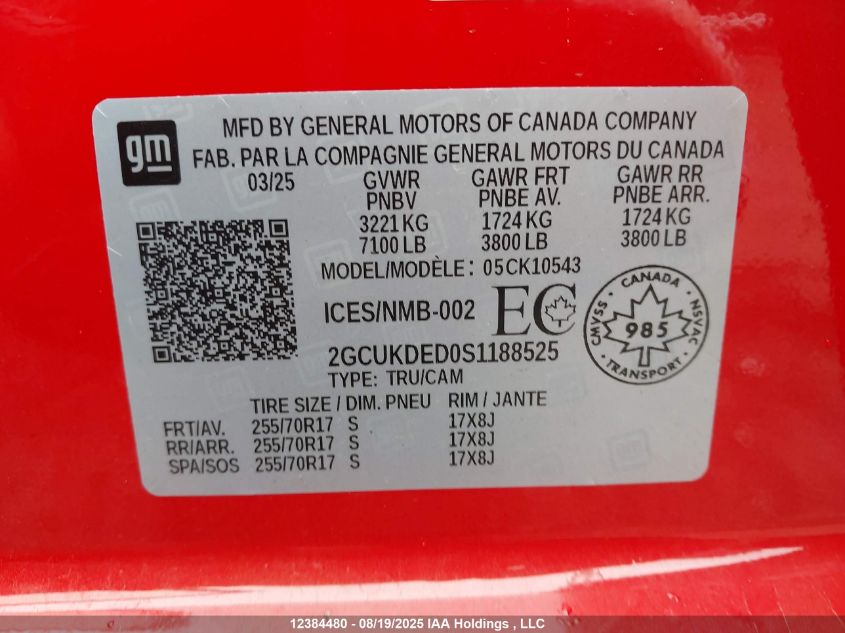 gm
MFD BY GENERAL MOTORS OF CANADA COMPANY
FAB. PAR LA COMPAGNIE GENERAL MOTORS DU CANADA
03/25 GVWR GAWR FRT GAWR RR
PNBV PNBE AV. PNBE ARR.
3221 KG 1724 KG 1724 KG
7100 LB 3800 LB 3800 LB
MODEL/MODÈLE: 05CK10543
ICES/NMB-002 EC
CANADA
CMVSS 985 NSVAC
TRANSPORT
2GCUKDED0S1188525
TYPE: TRU/CAM
TIRE SIZE / DIM. PNEU RIM / JANTE
FRT/AV. 255/70R17 S 17X8J
RR/ARR. 255/70R17 S 17X8J
SPA/SOS 255/70R17 S 17X8J
12384480 - 08/19/2025 IAA Holdings , LLC